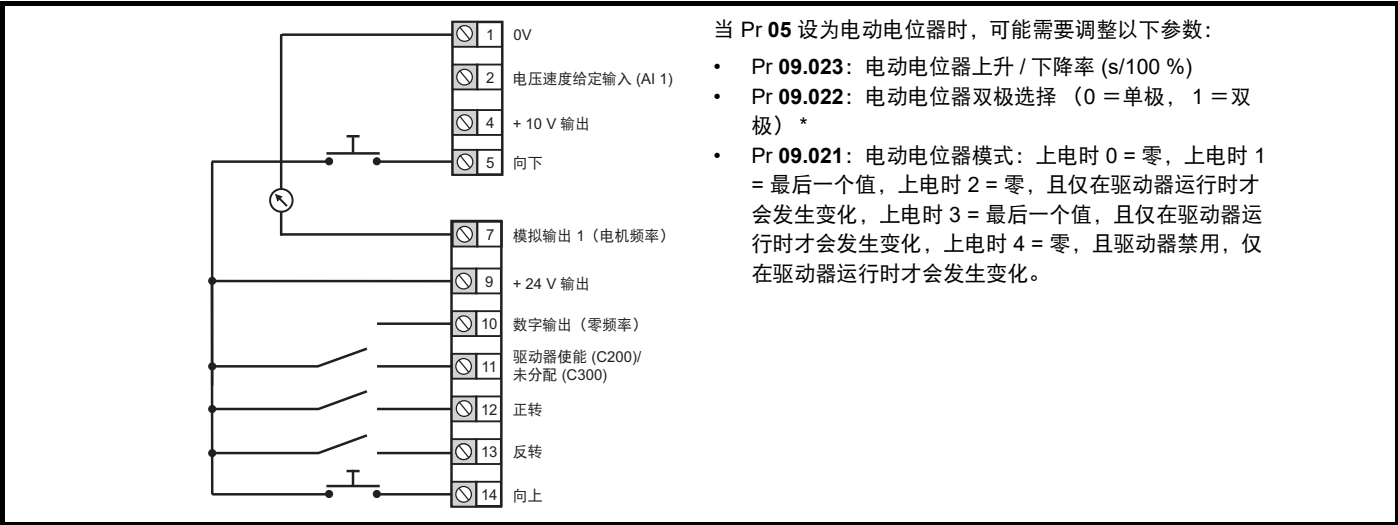 1 0V
2 电压速度给定输入 (AI 1)
4 + 10 V 输出
5 向下
7 模拟输出 1（电机频率）
9 + 24 V 输出
10 数字输出（零频率）
11 驱动器使能 (C200)/
未分配 (C300)
12 正转
13 反转
14 向上
当 Pr 05 设为电动电位器时，可能需要调整以下参数：
• Pr 09.023：电动电位器上升 / 下降率 (s/100 %)
• Pr 09.022：电动电位器双极选择 （0 ＝单极， 1 ＝双
极） *
• Pr 09.021：电动电位器模式：上电时 0 = 零，上电时 1
= 最后一个值，上电时 2 = 零，且仅在驱动器运行时才
会发生变化，上电时 3 = 最后一个值，且仅在驱动器运
行时才会发生变化，上电时 4 = 零，且驱动器禁用，仅
在驱动器运行时才会发生变化。